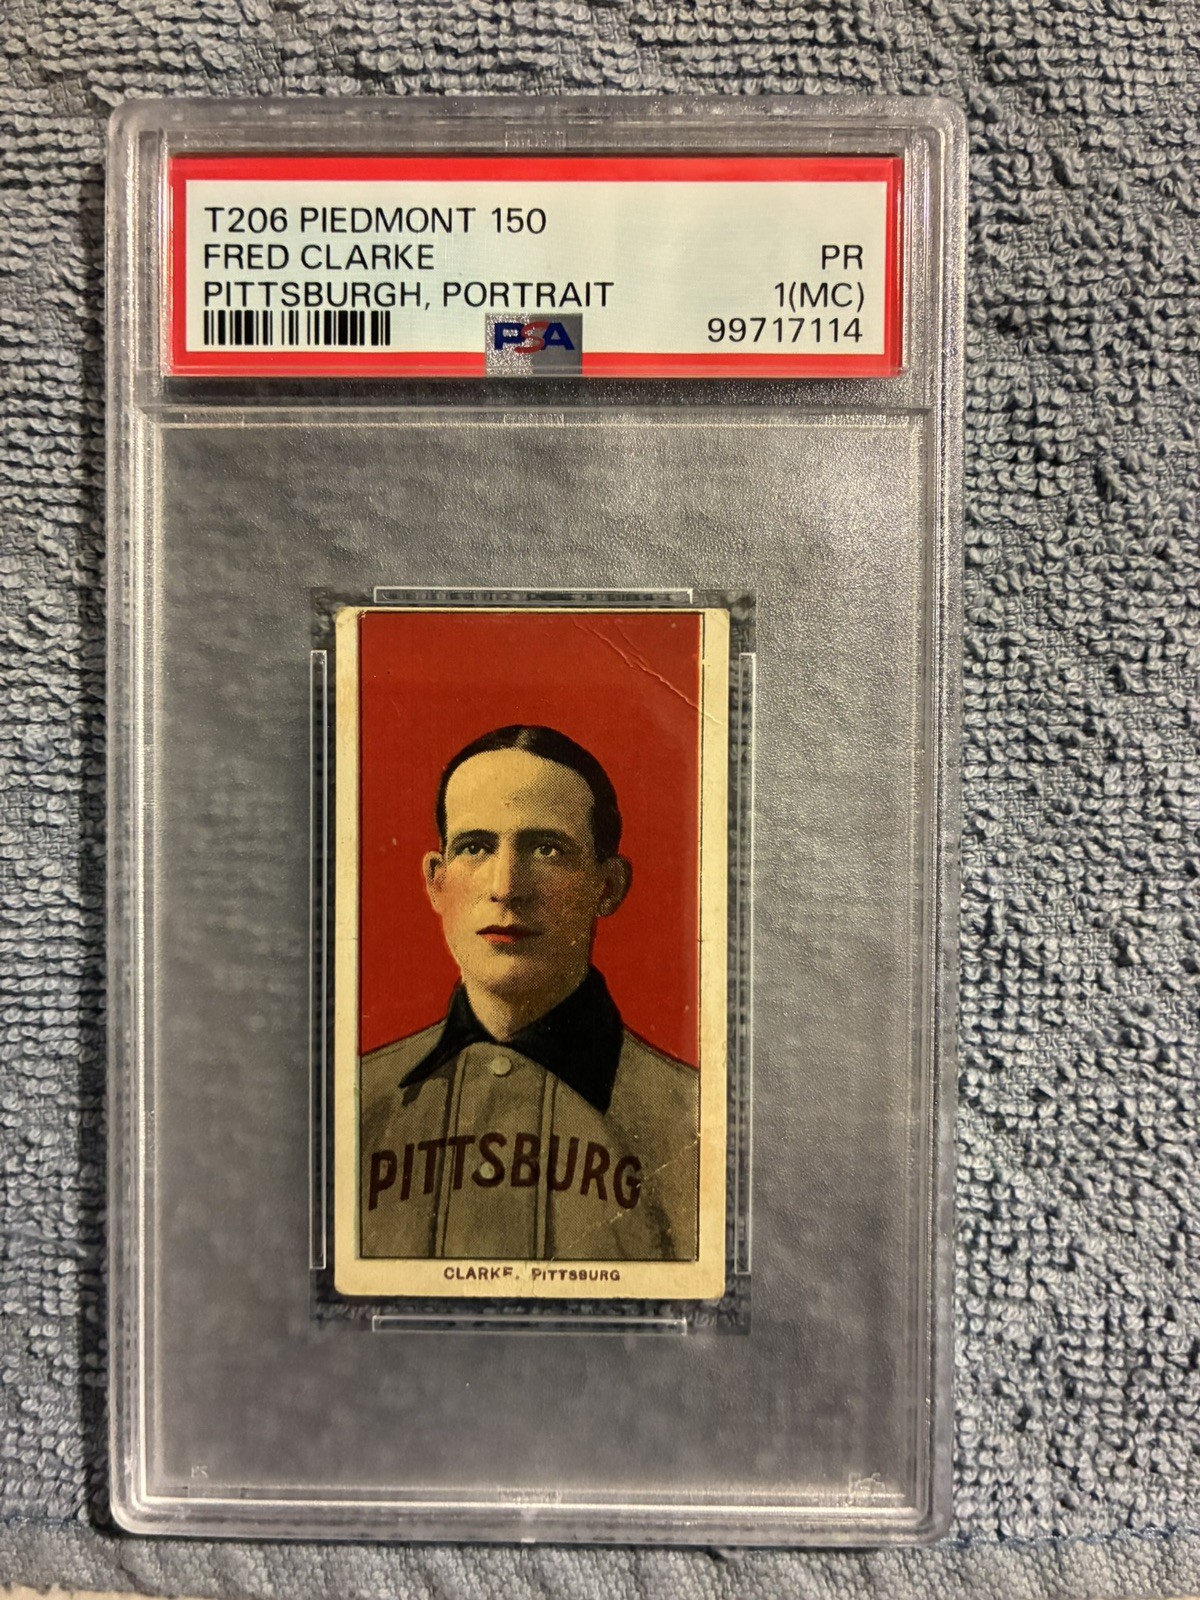 T206 PIEDMONT 150
FRED CLARKE PR
PITTSBURGH, PORTRAIT 1(MC)
PSA 99717114
PITTSBURG
CLARKE, PITTSBURG